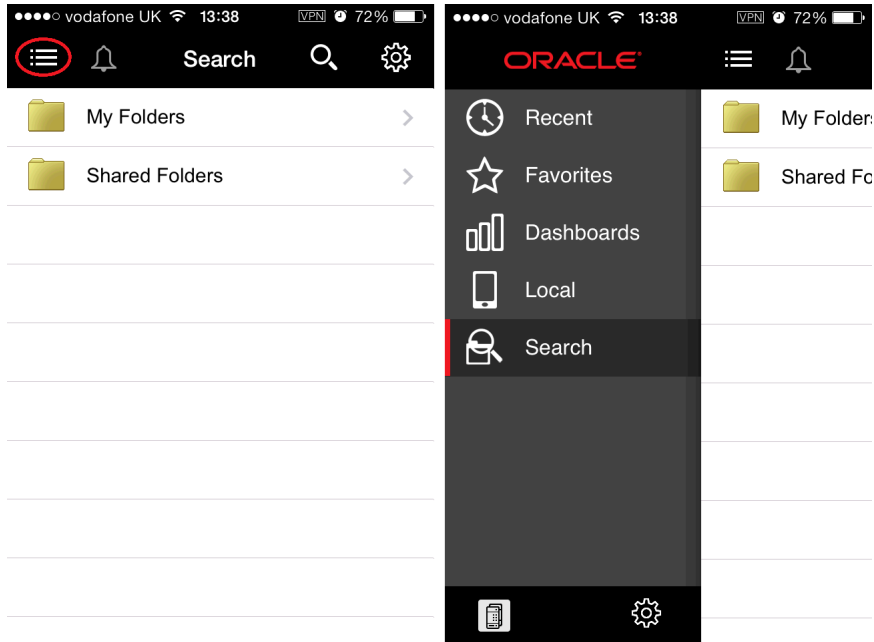 vodafone UK 13:38 VPN 72%
Search
My Folders
Shared Folders
vodafone UK 13:38 VPN 72%
ORACLE
Recent
Favorites
Dashboards
Local
Search
My Folders
Shared Fo